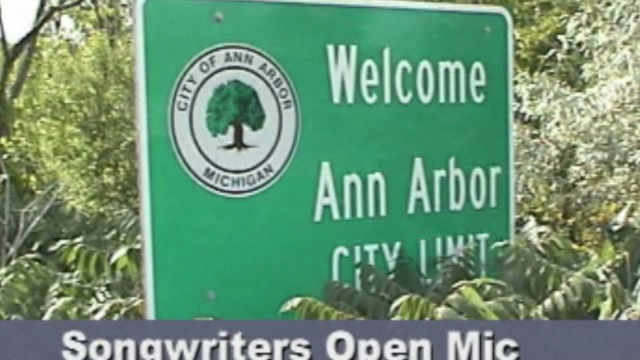 CITY OF ANN ARBOR
MICHIGAN
Welcome
Ann Arbor
CITY LIMIT
Songwriters Open Mic